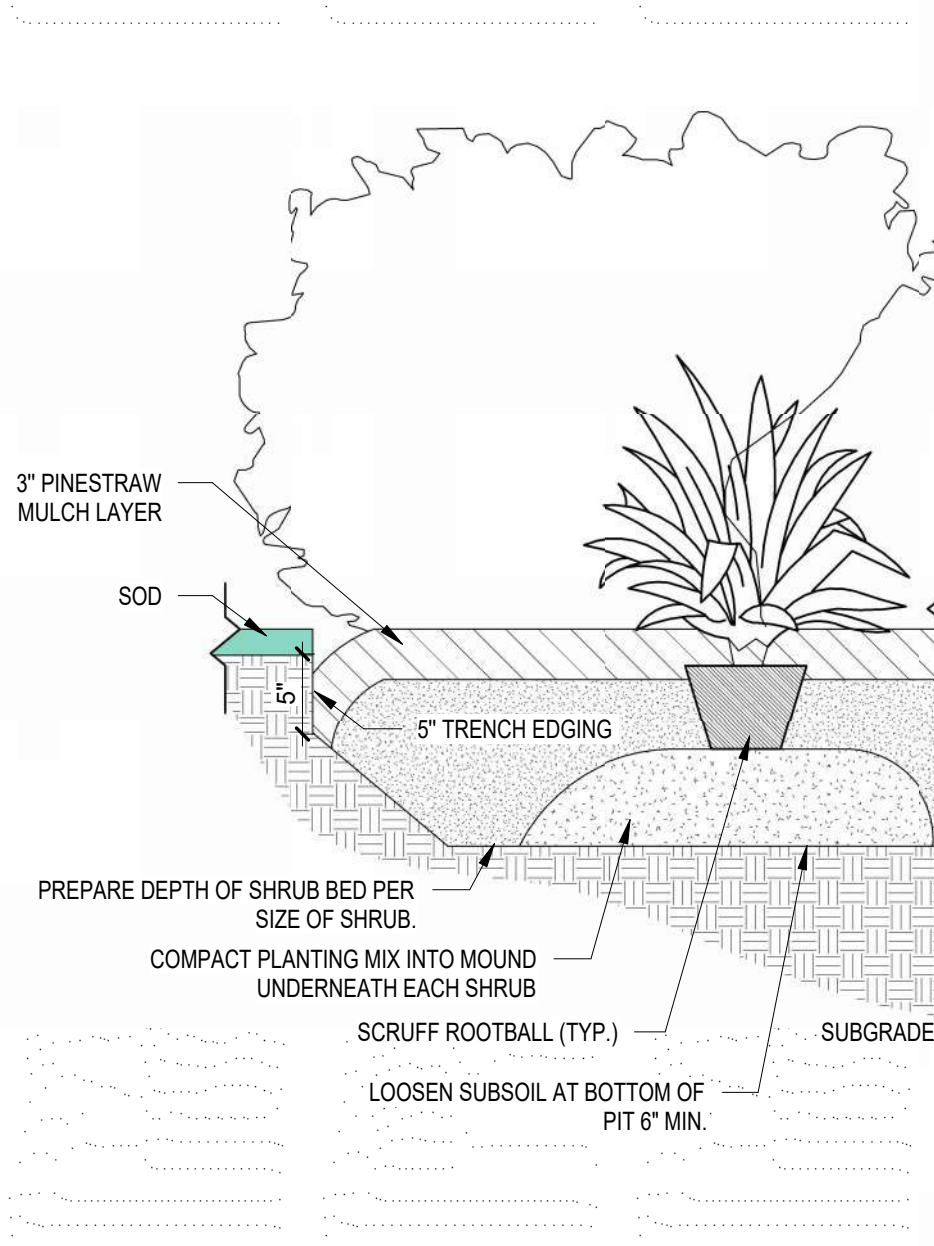 3" PINESTRAW
MULCH LAYER
SOD
5"
5" TRENCH EDGING
PREPARE DEPTH OF SHRUB BED PER
SIZE OF SHRUB.
COMPACT PLANTING MIX INTO MOUND
UNDERNEATH EACH SHRUB
SCRUFF ROOTBALL (TYP.)
SUBGRADE
LOOSEN SUBSOIL AT BOTTOM OF
PIT 6" MIN.